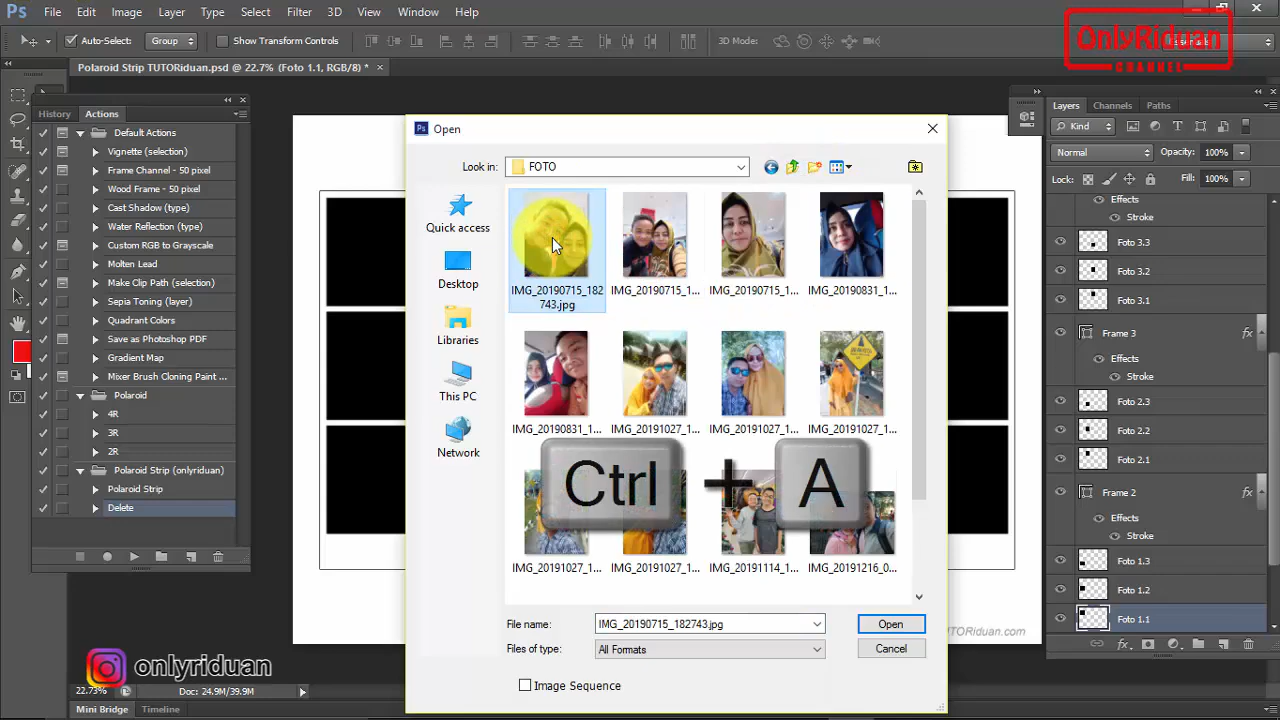 Ps File Edit Image Layer Type Select Filter 3D View Window Help
Auto-Select: Group Show Transform Controls 3D Mode:
OnlyRiduan
CHANNEL
Polaroid Strip TUTORiduan.psd @ 22.7% (Foto 1.1, RGB/8) *
History Actions
Default Actions
Vignette (selection)
Frame Channel - 50 pixel
Wood Frame - 50 pixel
Cast Shadow (type)
Water Reflection (type)
Custom RGB to Grayscale
Molten Lead
Make Clip Path (selection)
Sepia Toning (layer)
Quadrant Colors
Save as Photoshop PDF
Gradient Map
Mixer Brush Cloning Paint ...
Polaroid
4R
3R
2R
Polaroid Strip (onlyriduan)
Polaroid Strip
Delete
Ps Open
Look in: FOTO
Quick access
Desktop
Libraries
This PC
Network
IMG_20190715_182743.jpg IMG_20190715_1... IMG_20190715_1... IMG_20190831_1...
IMG_20190831_1... IMG_20191027_1... IMG_20191027_1... IMG_20191027_1...
Ctrl + A
IMG_20191027_1... IMG_20191027_1... IMG_20191114_1... IMG_20191216_0...
File name: IMG_20190715_182743.jpg Open
Files of type: All Formats Cancel
Image Sequence
Layers Channels Paths
Kind
Normal Opacity: 100%
Lock: Fill: 100%
Effects
Stroke
Foto 3.3
Foto 3.2
Foto 3.1
Frame 3 fx
Effects
Stroke
Foto 2.3
Foto 2.2
Foto 2.1
Frame 2 fx
Effects
Stroke
Foto 1.3
Foto 1.2
Foto 1.1
TORiduan.com
onlyriduan
22.73% Doc: 24.9M/39.9M
Mini Bridge Timeline